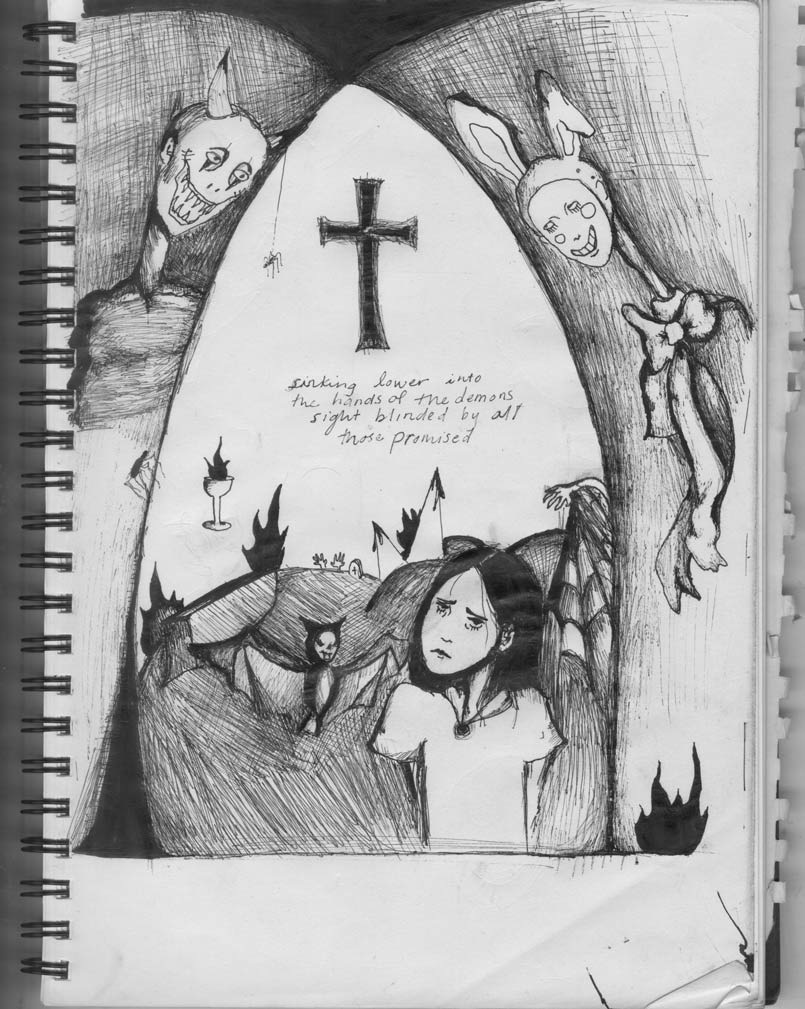 sinking lower into
the hands of the demons
sight blinded by all
those promised